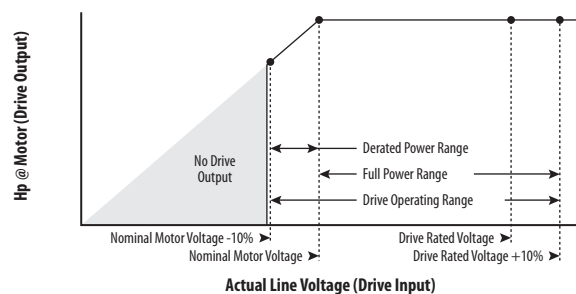 Hp @ Motor (Drive Output)
No Drive
Output
Derated Power Range
Full Power Range
Drive Operating Range
Nominal Motor Voltage -10%
Drive Rated Voltage
Nominal Motor Voltage
Drive Rated Voltage +10%
Actual Line Voltage (Drive Input)